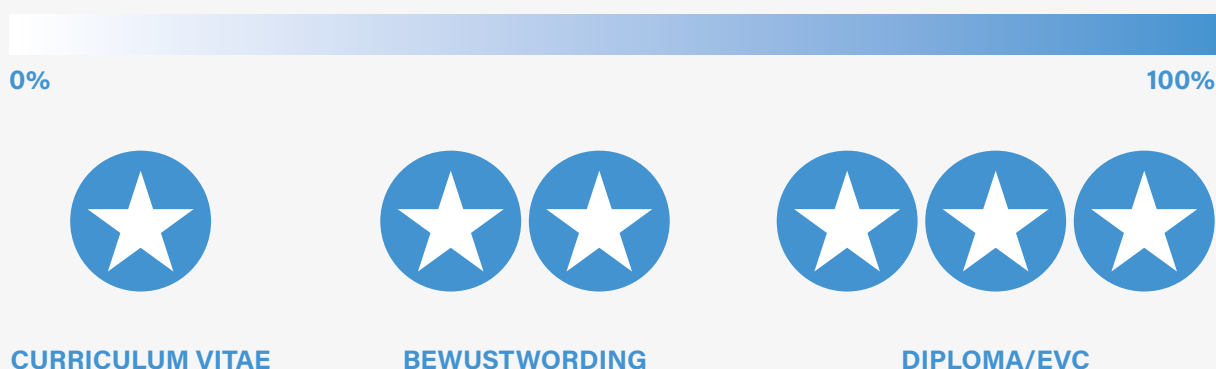 0%
100%
CURRICULUM VITAE
BEWUSTWORDING
DIPLOMA/EVC